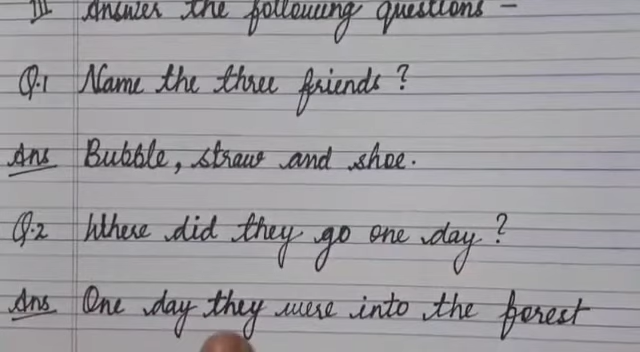 III Answer the following questions –
Q.1 Name the three friends ?
Ans Bubble, straw and shoe.
Q.2 Where did they go one day ?
Ans One day they were into the forest